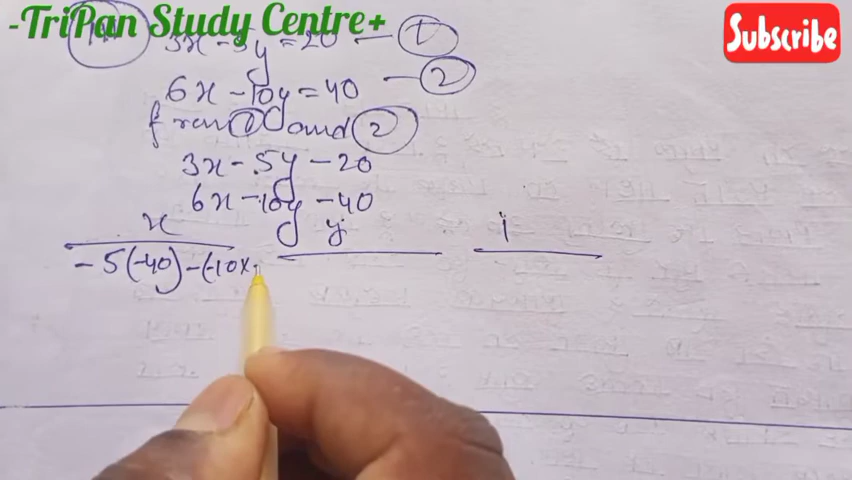 -TriPan Study Centre+
Subscribe
3x - 5y = 20 — 1
6x - 10y = 40 — 2
from 1 and 2
3x - 5y - 20
6x - 10y - 40
x y 1
- 5(-40) - (-10x